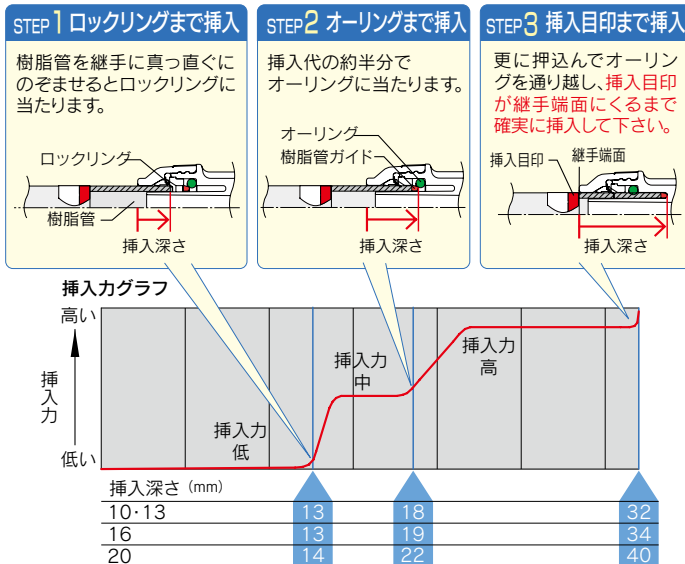 STEP1 ロックリングまで挿入
樹脂管を継手に真っ直ぐに
のぞませるとロックリングに
当たります。
ロックリング
樹脂管
挿入深さ
STEP2 オーリングまで挿入
挿入代の約半分で
オーリングに当たります。
オーリング
樹脂管ガイド
挿入深さ
STEP3 挿入目印まで挿入
更に押込んでオーリン
グを通り越し、挿入目印
が継手端面にくるまで
確実に挿入して下さい。
挿入目印
継手端面
挿入深さ
挿入力グラフ
高い
挿入力
低い
挿入力
低
挿入力
中
挿入力
高
挿入深さ（mm）
10・13 13 18 32
16 13 19 34
20 14 22 40